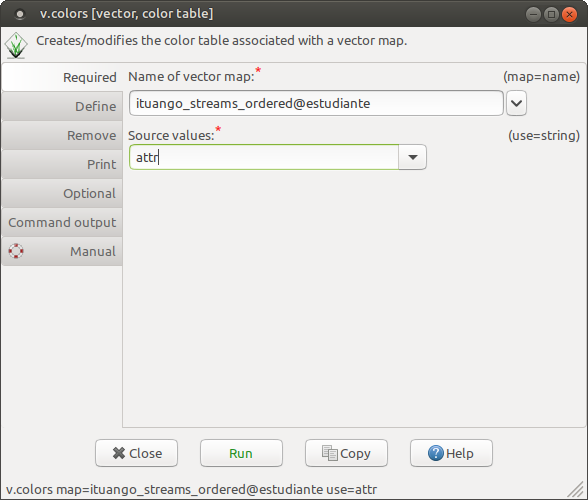 v.colors [vector, color table]
Creates/modifies the color table associated with a vector map.
Required
Define
Remove
Print
Optional
Command output
Manual
Name of vector map:* (map=name)
ituango_streams_ordered@estudiante
Source values:* (use=string)
attr
Close Run Copy Help
v.colors map=ituango_streams_ordered@estudiante use=attr